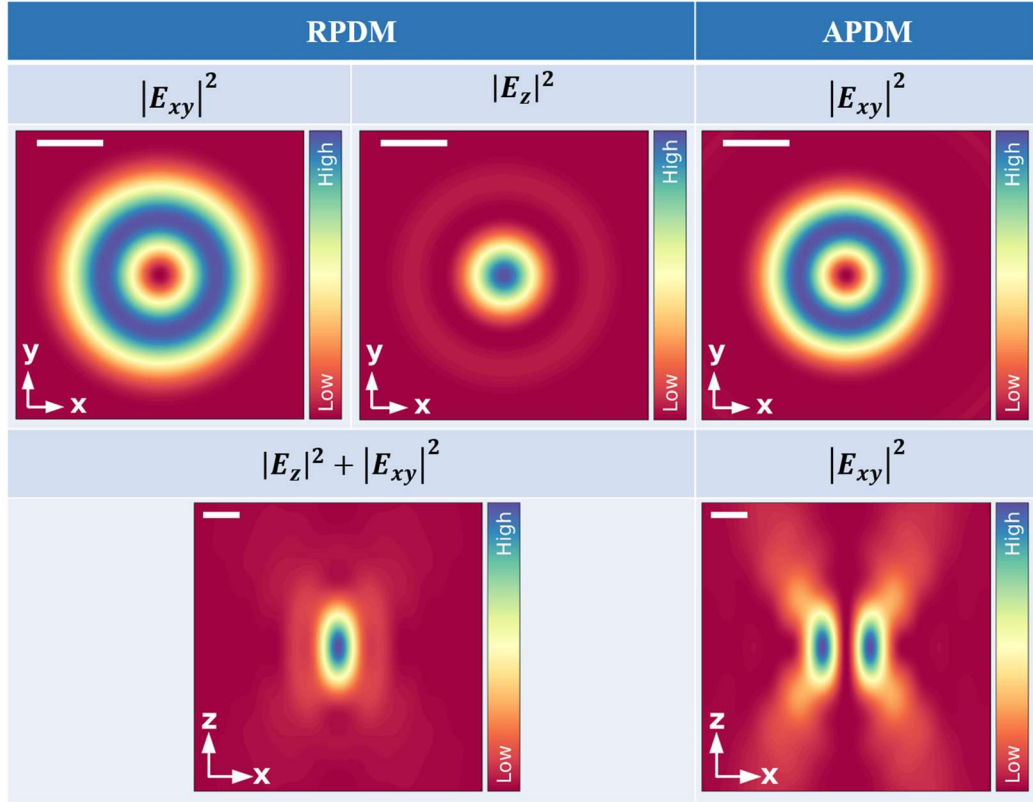 RPDM APDM
|E_xy|^2 |E_z|^2 |E_xy|^2
High High High
y y y
x x x
Low Low Low
|E_z|^2 + |E_xy|^2 |E_xy|^2
High High
z z
x x
Low Low